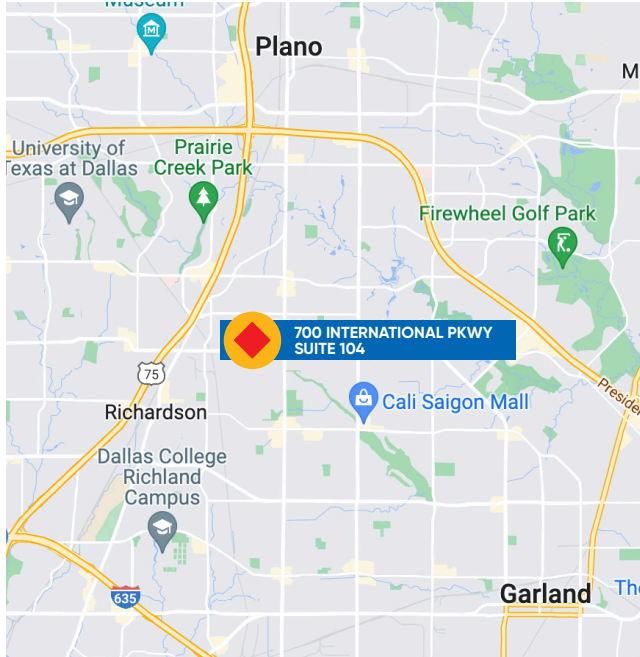 Museum
Plano
M
University of
Texas at Dallas
Prairie
Creek Park
Firewheel Golf Park
700 INTERNATIONAL PKWY
SUITE 104
75
Richardson
Cali Saigon Mall
Presiden
Dallas College
Richland
Campus
635
Garland
The